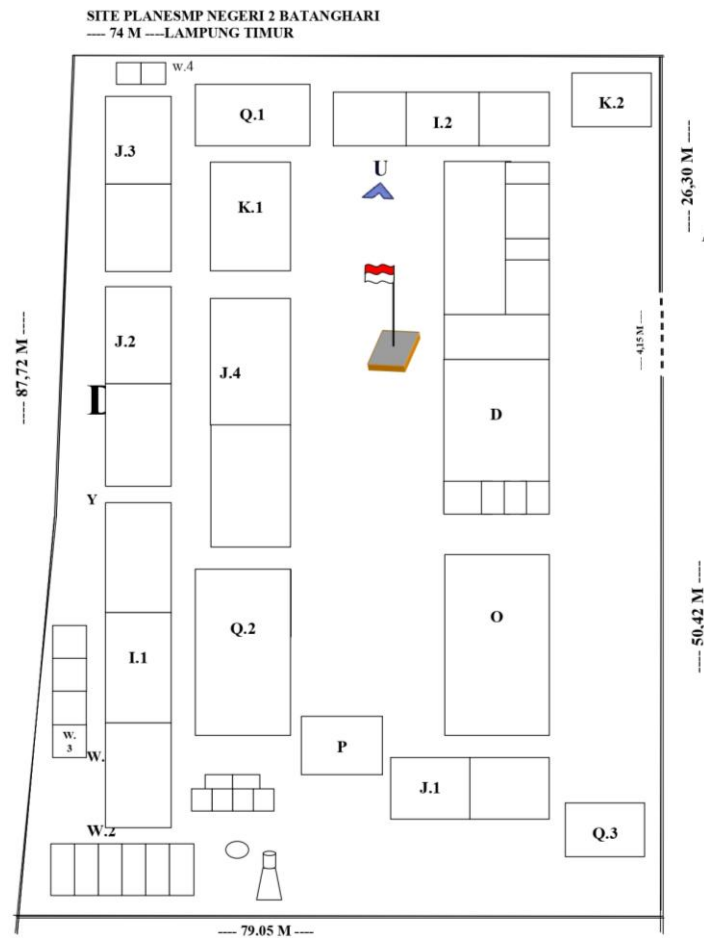 SITE PLANESMP NEGERI 2 BATANGHARI
---- 74 M ----LAMPUNG TIMUR
w.4
Q.1
I.2
K.2
J.3
U
K.1
---- 26,30 M ----
J.2
J.4
---- 4,15 M ----
---- 87,72 M ----
D
Y
I.1
Q.2
O
---- 50,42 M ----
W.
3
W.
P
J.1
W.2
Q.3
---- 79.05 M ----